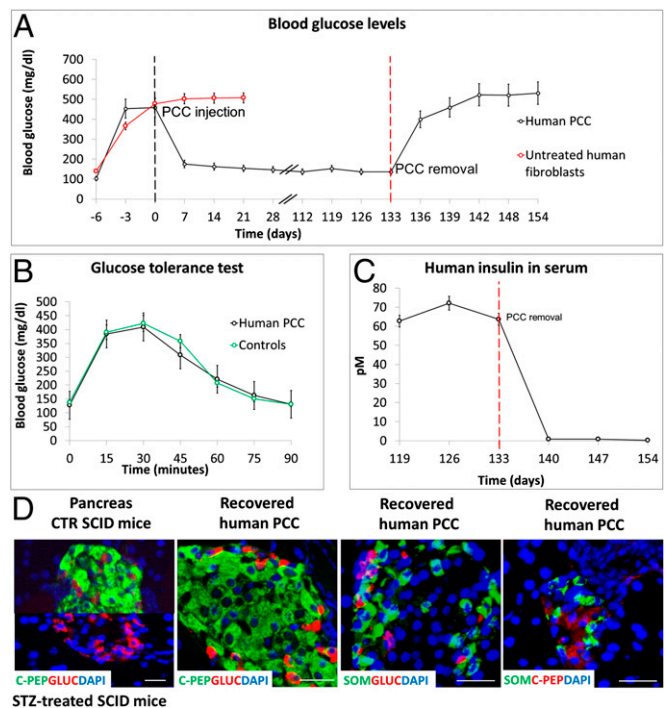 A
Blood glucose levels
Blood glucose (mg/dl)
700
600
500
400
300
200
100
0
PCC injection
PCC removal
Human PCC
Untreated human
fibroblasts
-6 -3 0 7 14 21 28 112 119 126 133 136 139 142 148 154
Time (days)
B
Glucose tolerance test
Blood glucose (mg/dl)
500
450
400
350
300
250
200
150
100
50
0
Human PCC
Controls
0 15 30 45 60 75 90
Time (minutes)
C
Human insulin in serum
pM
80
70
60
50
40
30
20
10
0
PCC removal
119 126 133 140 147 154
Time (days)
D
Pancreas
CTR SCID mice
Recovered
human PCC
Recovered
human PCC
Recovered
human PCC
C-PEPGLUCDAPI
C-PEPGLUCDAPI
SOMGLUCDAPI
SOMC-PEPDAPI
STZ-treated SCID mice